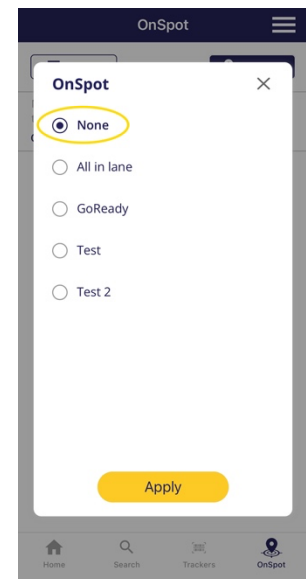 OnSpot
OnSpot
None
All in lane
GoReady
Test
Test 2
Apply
Home Search Trackers OnSpot